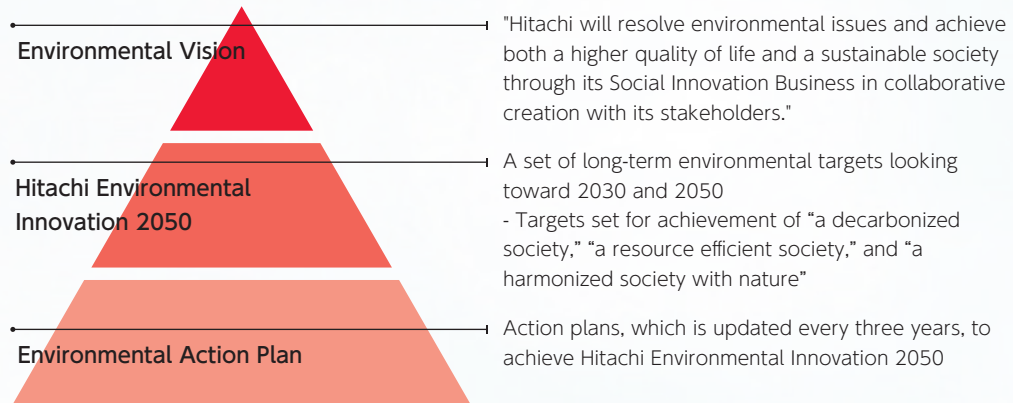 Environmental Vision
"Hitachi will resolve environmental issues and achieve
both a higher quality of life and a sustainable society
through its Social Innovation Business in collaborative
creation with its stakeholders."
Hitachi Environmental
Innovation 2050
A set of long-term environmental targets looking
toward 2030 and 2050
- Targets set for achievement of “a decarbonized
society,” “a resource efficient society,” and “a
harmonized society with nature”
Environmental Action Plan
Action plans, which is updated every three years, to
achieve Hitachi Environmental Innovation 2050